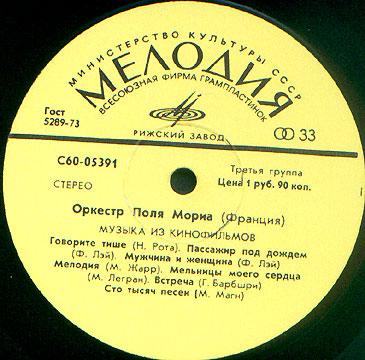 МИНИСТЕРСТВО КУЛЬТУРЫ СССР
МЕЛОДИЯ
ВСЕСОЮЗНАЯ ФИРМА ГРАМПЛАСТИНОК
Гост
5289-73
РИЖСКИЙ ЗАВОД
33
С60-05391
Третья группа
СТЕРЕО
Цена 1 руб. 90 коп.
Оркестр Поля Мориа (Франция)
МУЗЫКА ИЗ КИНОФИЛЬМОВ
Говорите тише (Н. Рота). Пассажир под дождем
(Ф. Лэй). Мужчина и женщина (Ф. Лэй)
Мелодия (М. Жарр). Мельницы моего сердца
(М. Легран). Встреча (Г. Барбшри)
Сто тысяч песен (М. Магн)